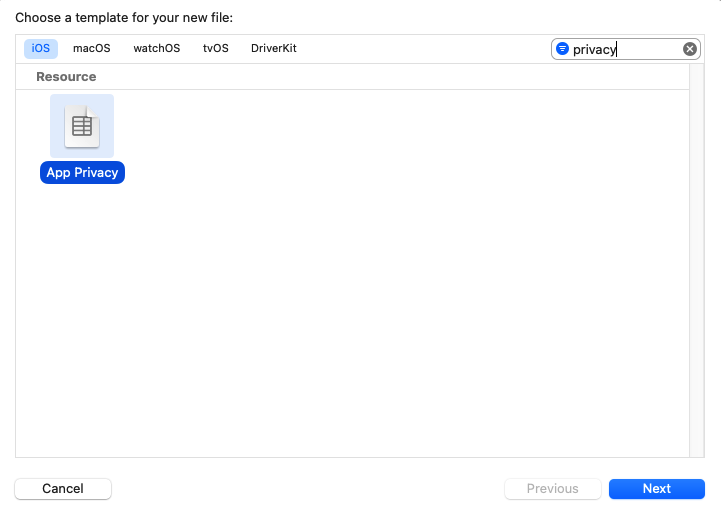 Choose a template for your new file:
iOS macOS watchOS tvOS DriverKit privacy
Resource
App Privacy
Cancel Previous Next